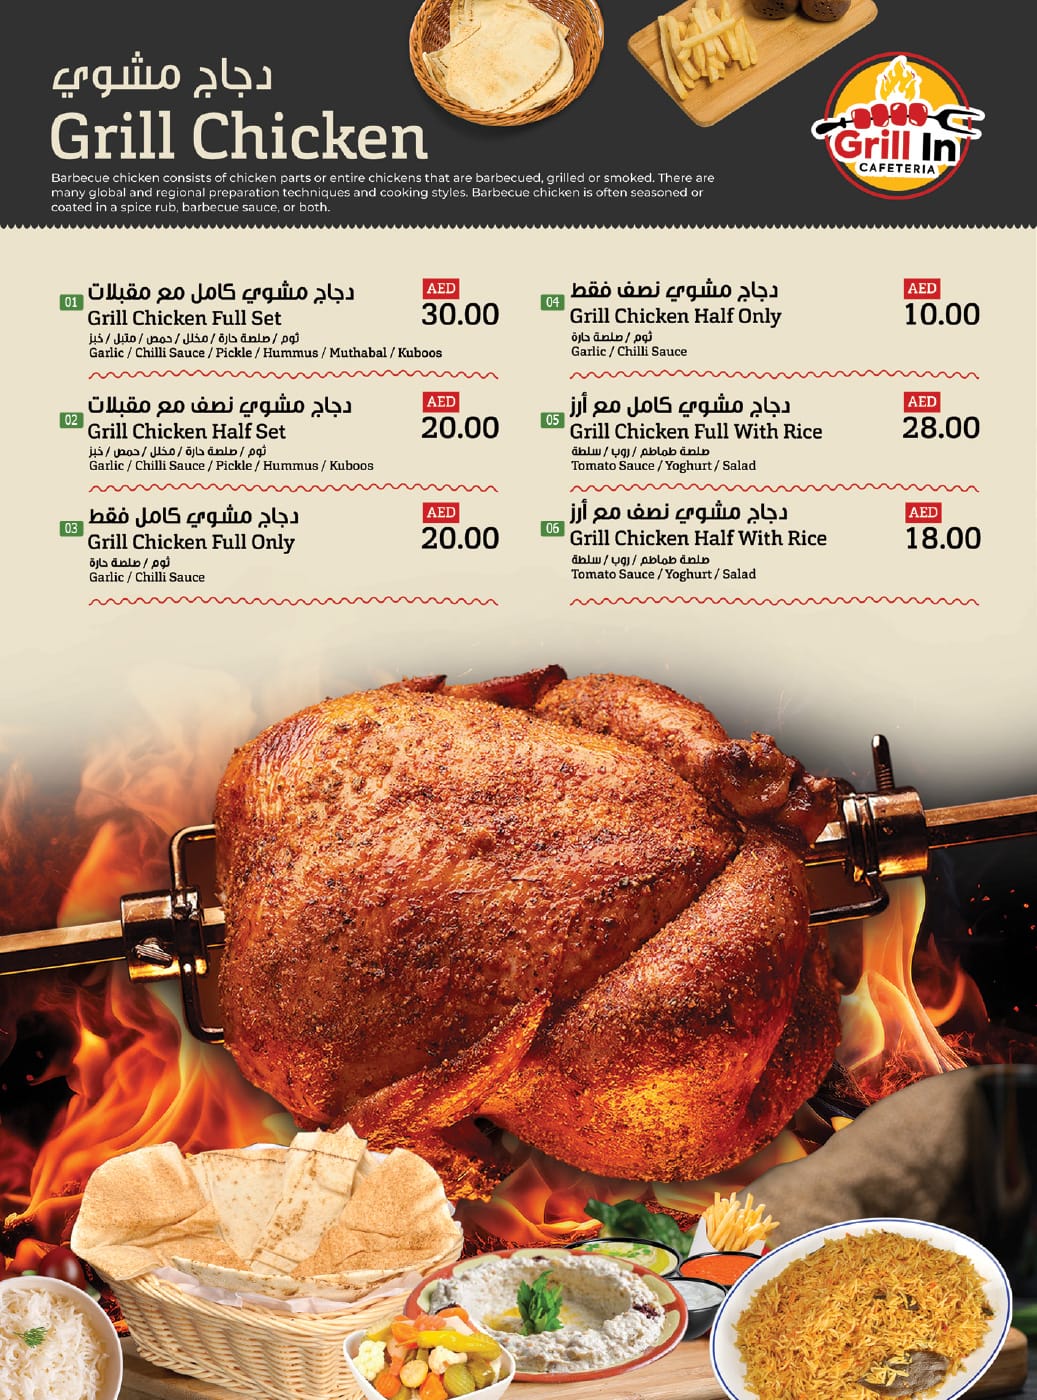 دجاج مشوي
Grill Chicken
Barbecue chicken consists of chicken parts or entire chickens that are barbecued, grilled or smoked. There are
many global and regional preparation techniques and cooking styles. Barbecue chicken is often seasoned or
coated in a spice rub, barbecue sauce, or both.
Grill In
CAFETERIA
01
دجاج مشوي كامل مع مقبلات
AED
Grill Chicken Full Set
30.00
ثوم / صلصة حارة / مخلل / حمص / متبل / خبز
Garlic / Chilli Sauce / Pickle / Hummus / Muthabal / Kuboos
02
دجاج مشوي نصف مع مقبلات
AED
Grill Chicken Half Set
20.00
ثوم / صلصة حارة / مخلل / حمص / خبز
Garlic / Chilli Sauce / Pickle / Hummus / Kuboos
03
دجاج مشوي كامل فقط
AED
Grill Chicken Full Only
20.00
ثوم / صلصة حارة
Garlic / Chilli Sauce
04
دجاج مشوي نصف فقط
AED
Grill Chicken Half Only
10.00
ثوم / صلصة حارة
Garlic / Chilli Sauce
05
دجاج مشوي كامل مع أرز
AED
Grill Chicken Full With Rice
28.00
صلصة طماطم / روب / سلطة
Tomato Sauce / Yoghurt / Salad
06
دجاج مشوي نصف مع أرز
AED
Grill Chicken Half With Rice
18.00
صلصة طماطم / روب / سلطة
Tomato Sauce / Yoghurt / Salad